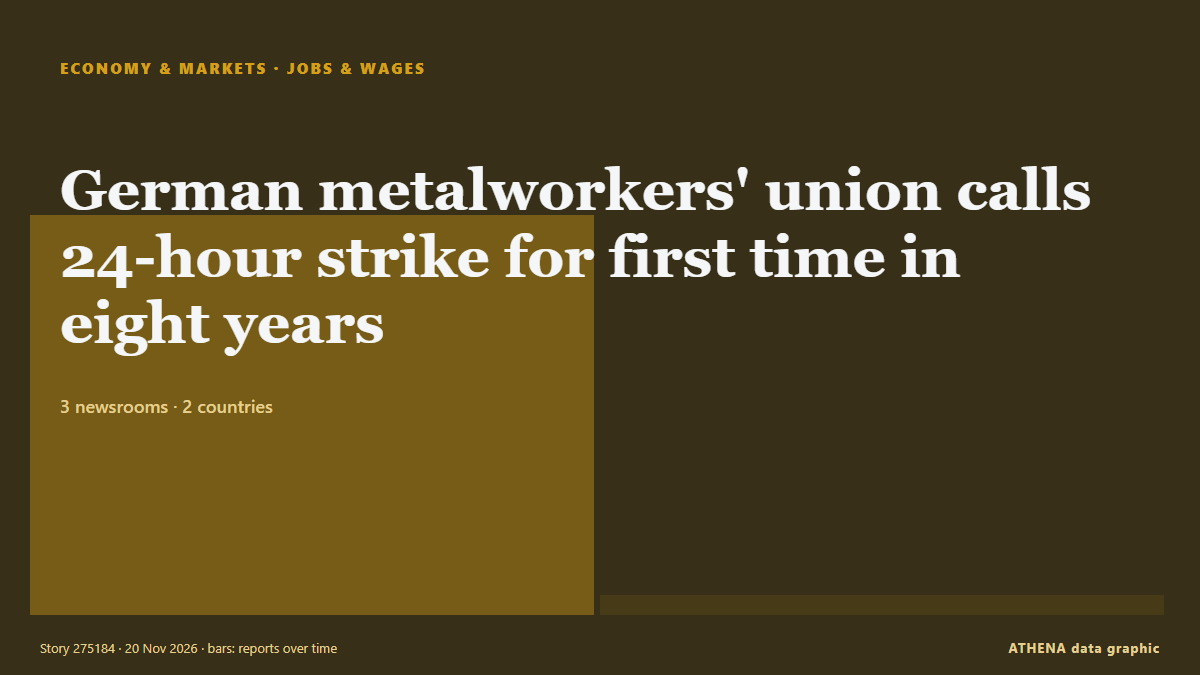 ECONOMY & MARKETS · JOBS & WAGES
German metalworkers' union calls
24-hour strike for first time in
eight years
3 newsrooms · 2 countries
Story 275184 · 20 Nov 2026 · bars: reports over time
ATHENA data graphic